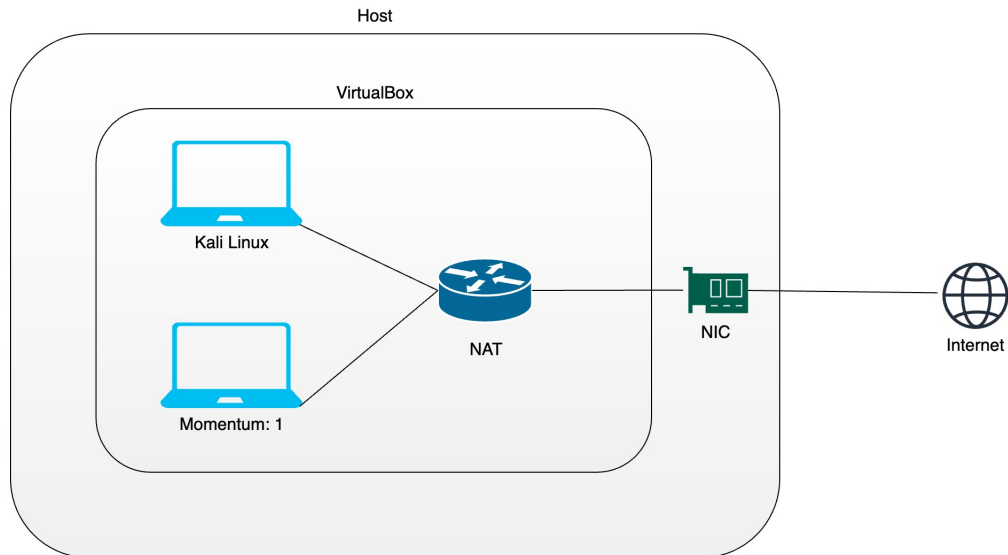 Host
VirtualBox
Kali Linux
NAT
NIC
Internet
Momentum: 1